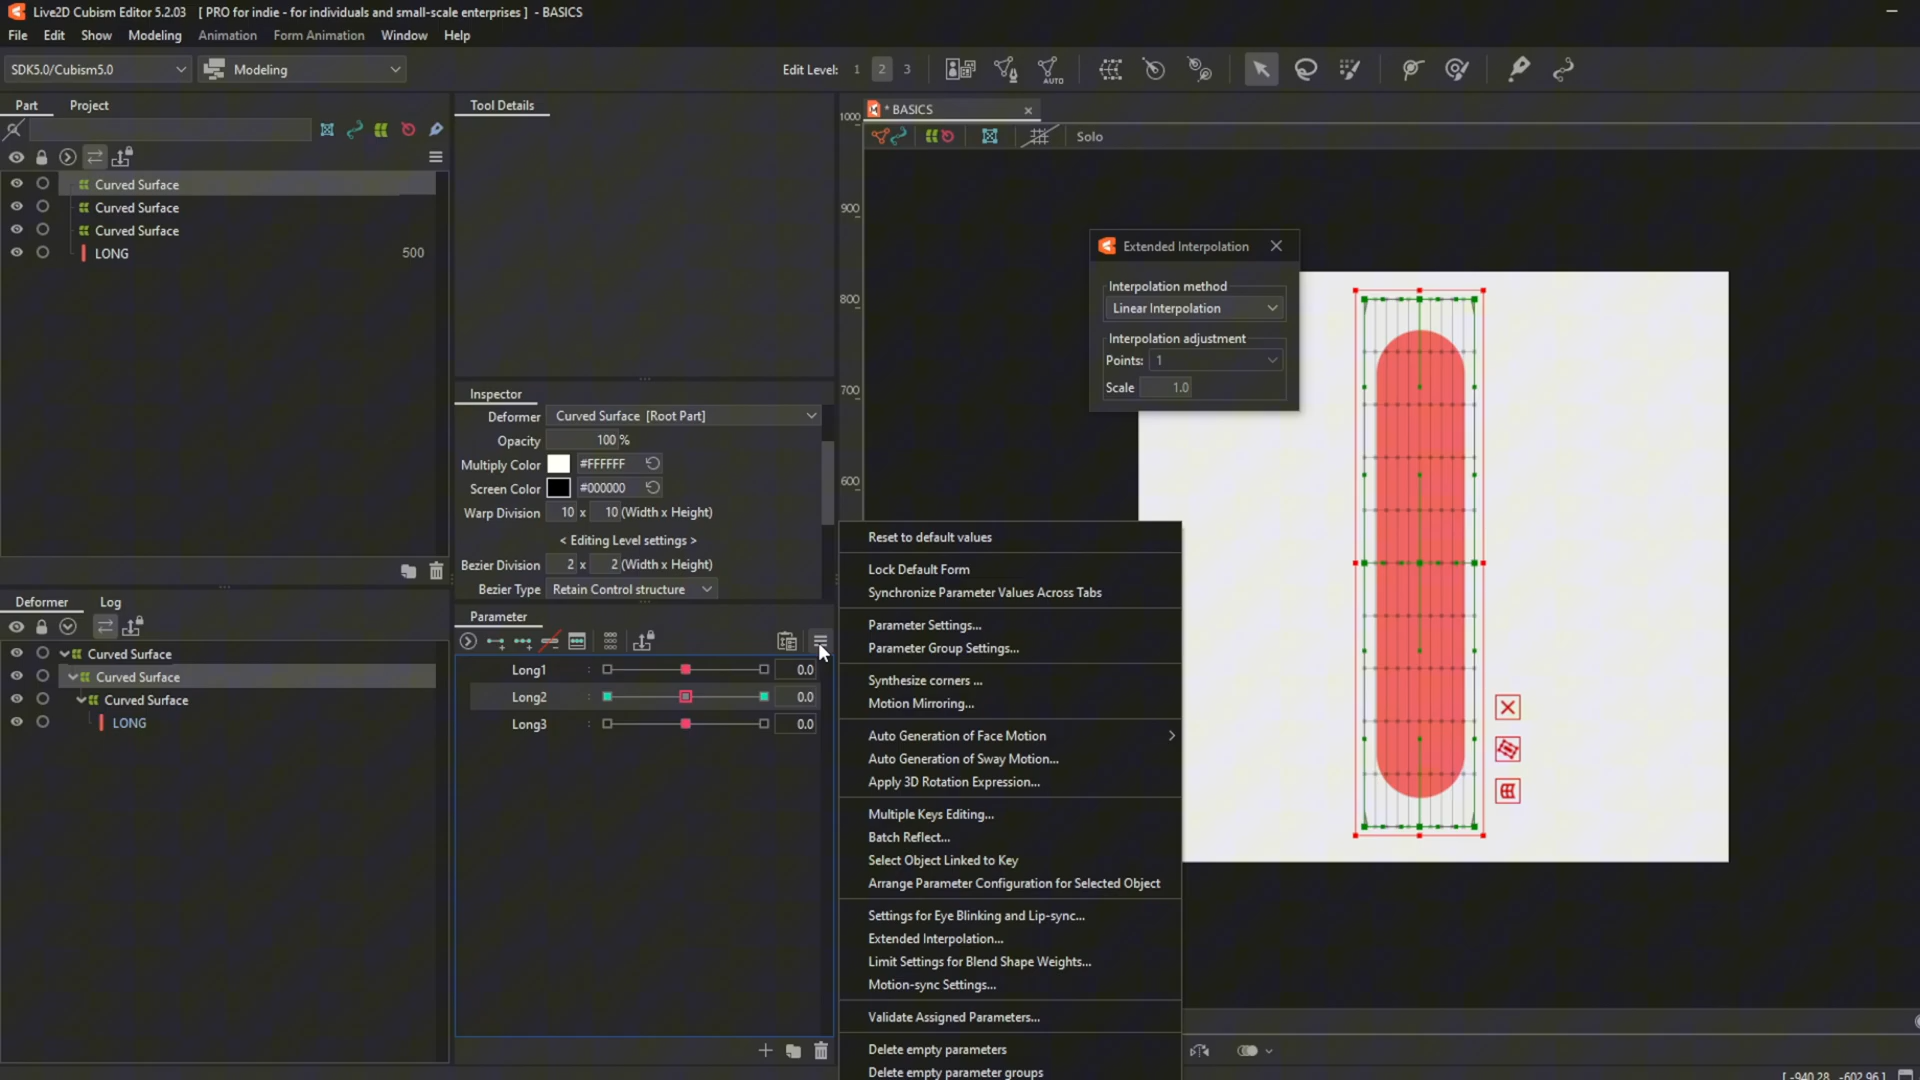 Live2D Cubism Editor 5.2.03 [ PRO for indie - for individuals and small-scale enterprises ] - BASICS
File Edit Show Modeling Animation Form Animation Window Help
SDK5.0/Cubism5.0 Modeling Edit Level: 1 2 3 AUTO
Part Project
Tool Details
* BASICS
Solo
Curved Surface
Curved Surface
Curved Surface
LONG 500
1000
900
800
700
600
Extended Interpolation
Interpolation method
Linear Interpolation
Interpolation adjustment
Points: 1
Scale 1.0
Inspector
Deformer Curved Surface [Root Part]
Opacity 100 %
Multiply Color #FFFFFF
Screen Color #000000
Warp Division 10 x 10 (Width x Height)
< Editing Level settings >
Bezier Division 2 x 2 (Width x Height)
Bezier Type Retain Control structure
Deformer Log
Curved Surface
Curved Surface
Curved Surface
LONG
Parameter
Long1 : 0.0
Long2 : 0.0
Long3 : 0.0
Reset to default values
Lock Default Form
Synchronize Parameter Values Across Tabs
Parameter Settings...
Parameter Group Settings...
Synthesize corners ...
Motion Mirroring...
Auto Generation of Face Motion
Auto Generation of Sway Motion...
Apply 3D Rotation Expression...
Multiple Keys Editing...
Batch Reflect...
Select Object Linked to Key
Arrange Parameter Configuration for Selected Object
Settings for Eye Blinking and Lip-sync...
Extended Interpolation...
Limit Settings for Blend Shape Weights...
Motion-sync Settings...
Validate Assigned Parameters...
Delete empty parameters
Delete empty parameter groups
[ -940.28, -602.96 ]